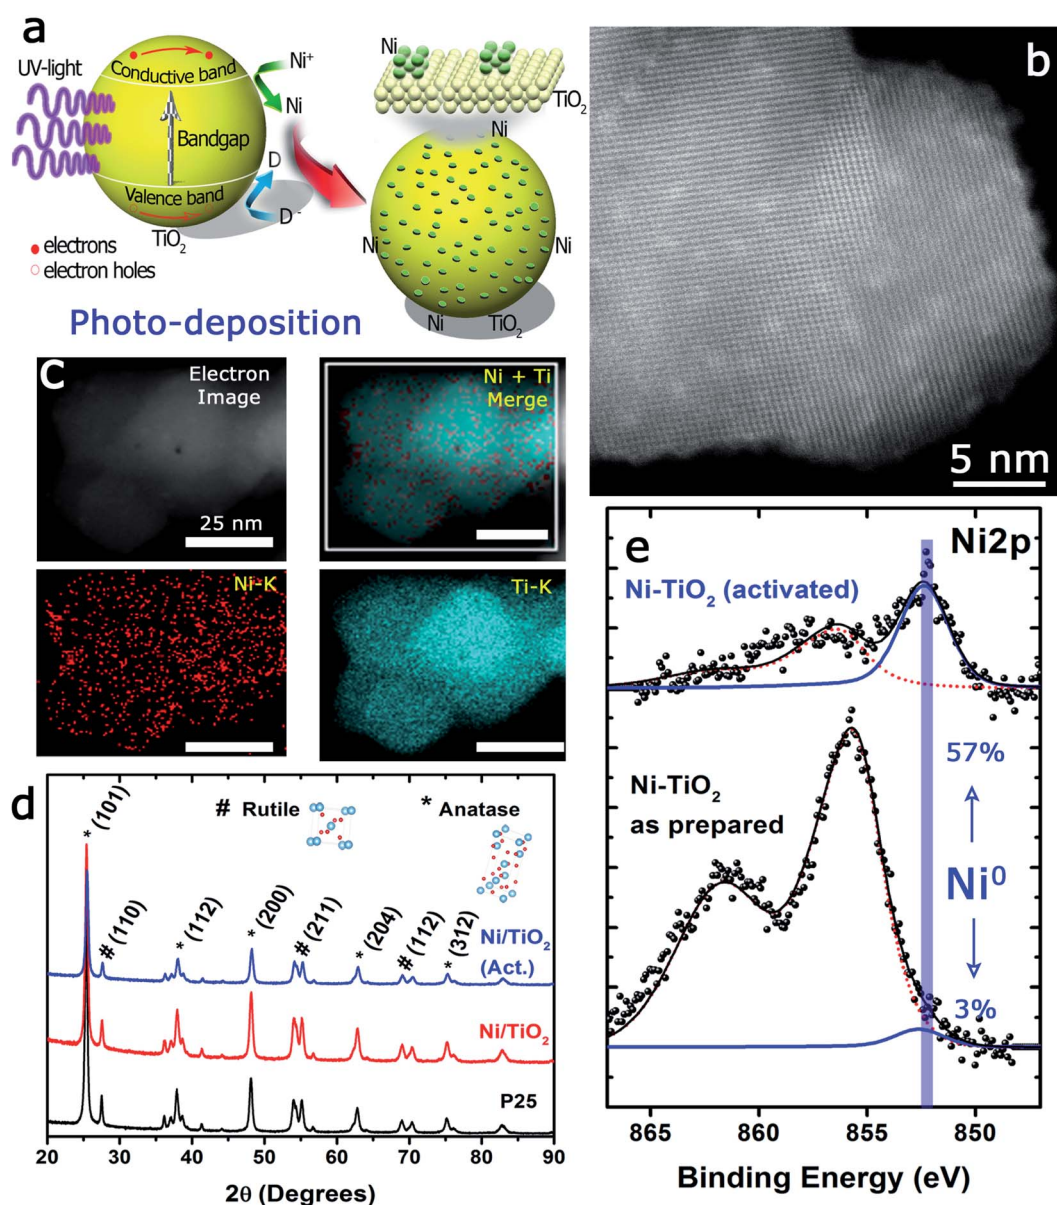 a
UV-light
Conductive band
Ni⁺
Ni
Bandgap
D
Valence band
D⁻
TiO₂
electrons
electron holes
Ni
TiO₂
Ni
Ni
Ni
Ni
TiO₂
Photo-deposition
b
5 nm
c
Electron
Image
25 nm
Ni + Ti
Merge
Ni-K
Ti-K
d
* (101)
# Rutile
* Anatase
# (110)
* (112)
* (200)
# (211)
* (204)
# (112)
* (312)
Ni/TiO₂
(Act.)
Ni/TiO₂
P25
20 30 40 50 60 70 80 90
2θ (Degrees)
e
Ni2p
Ni-TiO₂ (activated)
57%
Ni-TiO₂
as prepared
Ni⁰
3%
865 860 855 850
Binding Energy (eV)